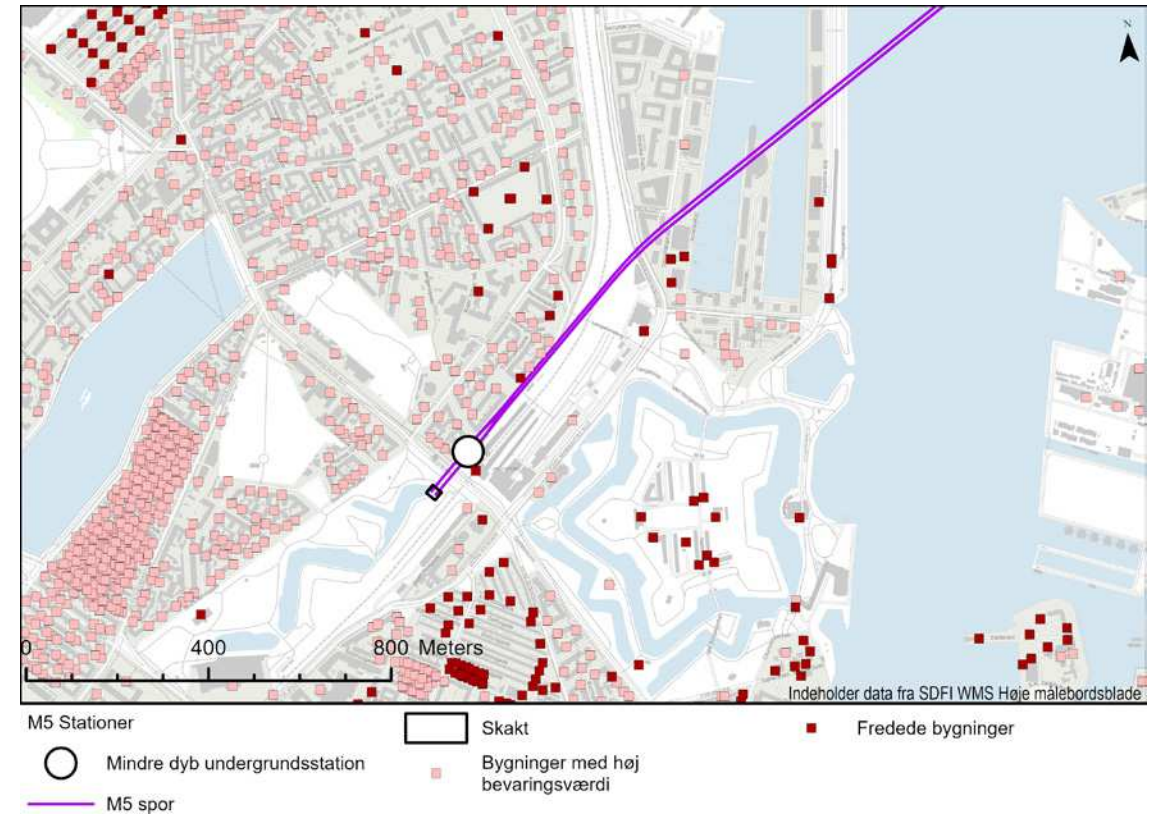 N
0
400
800 Meters
Indeholder data fra SDFI WMS Høje målebordsblade
M5 Stationer
Mindre dyb undergrundsstation
M5 spor
Skakt
Bygninger med høj
bevaringsværdi
Fredede bygninger